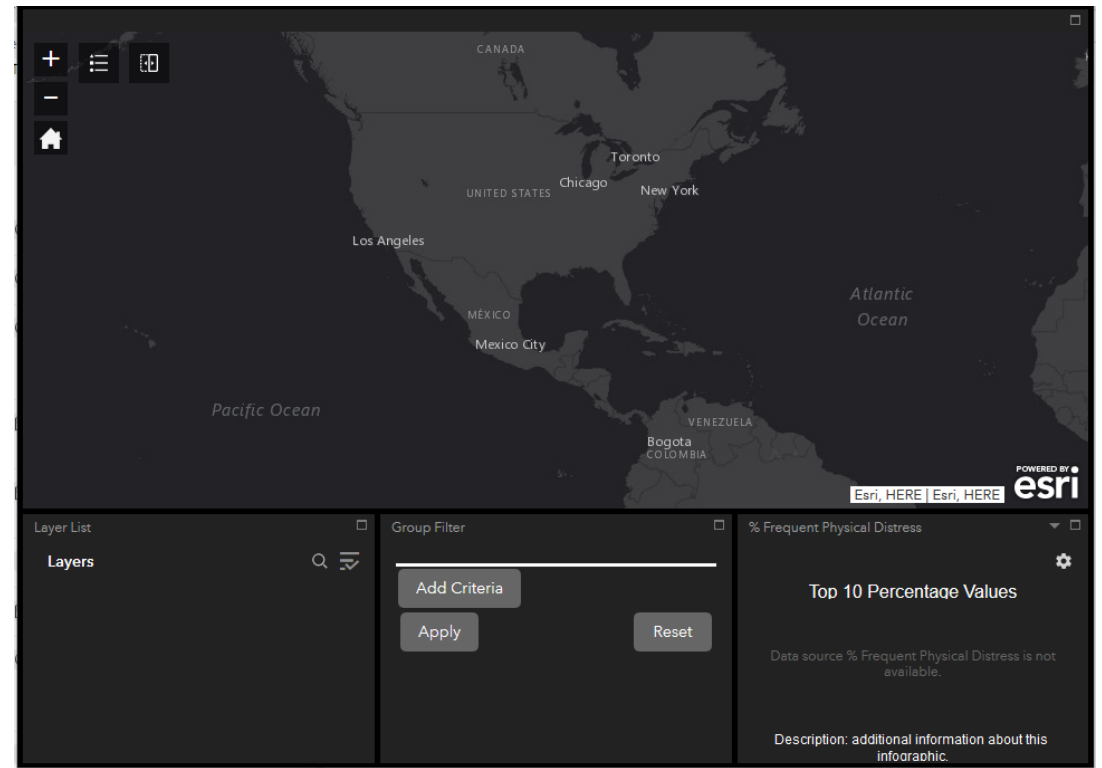 CANADA
Toronto
Chicago
UNITED STATES
New York
Los Angeles
Atlantic
Ocean
MÉXICO
Mexico City
Pacific Ocean
VENEZUELA
Bogota
COLOMBIA
POWERED BY
esri
Esri, HERE | Esri, HERE
Layer List
Layers
Group Filter
Add Criteria
Apply
Reset
% Frequent Physical Distress
Top 10 Percentage Values
Data source % Frequent Physical Distress is not
available.
Description: additional information about this
infographic.